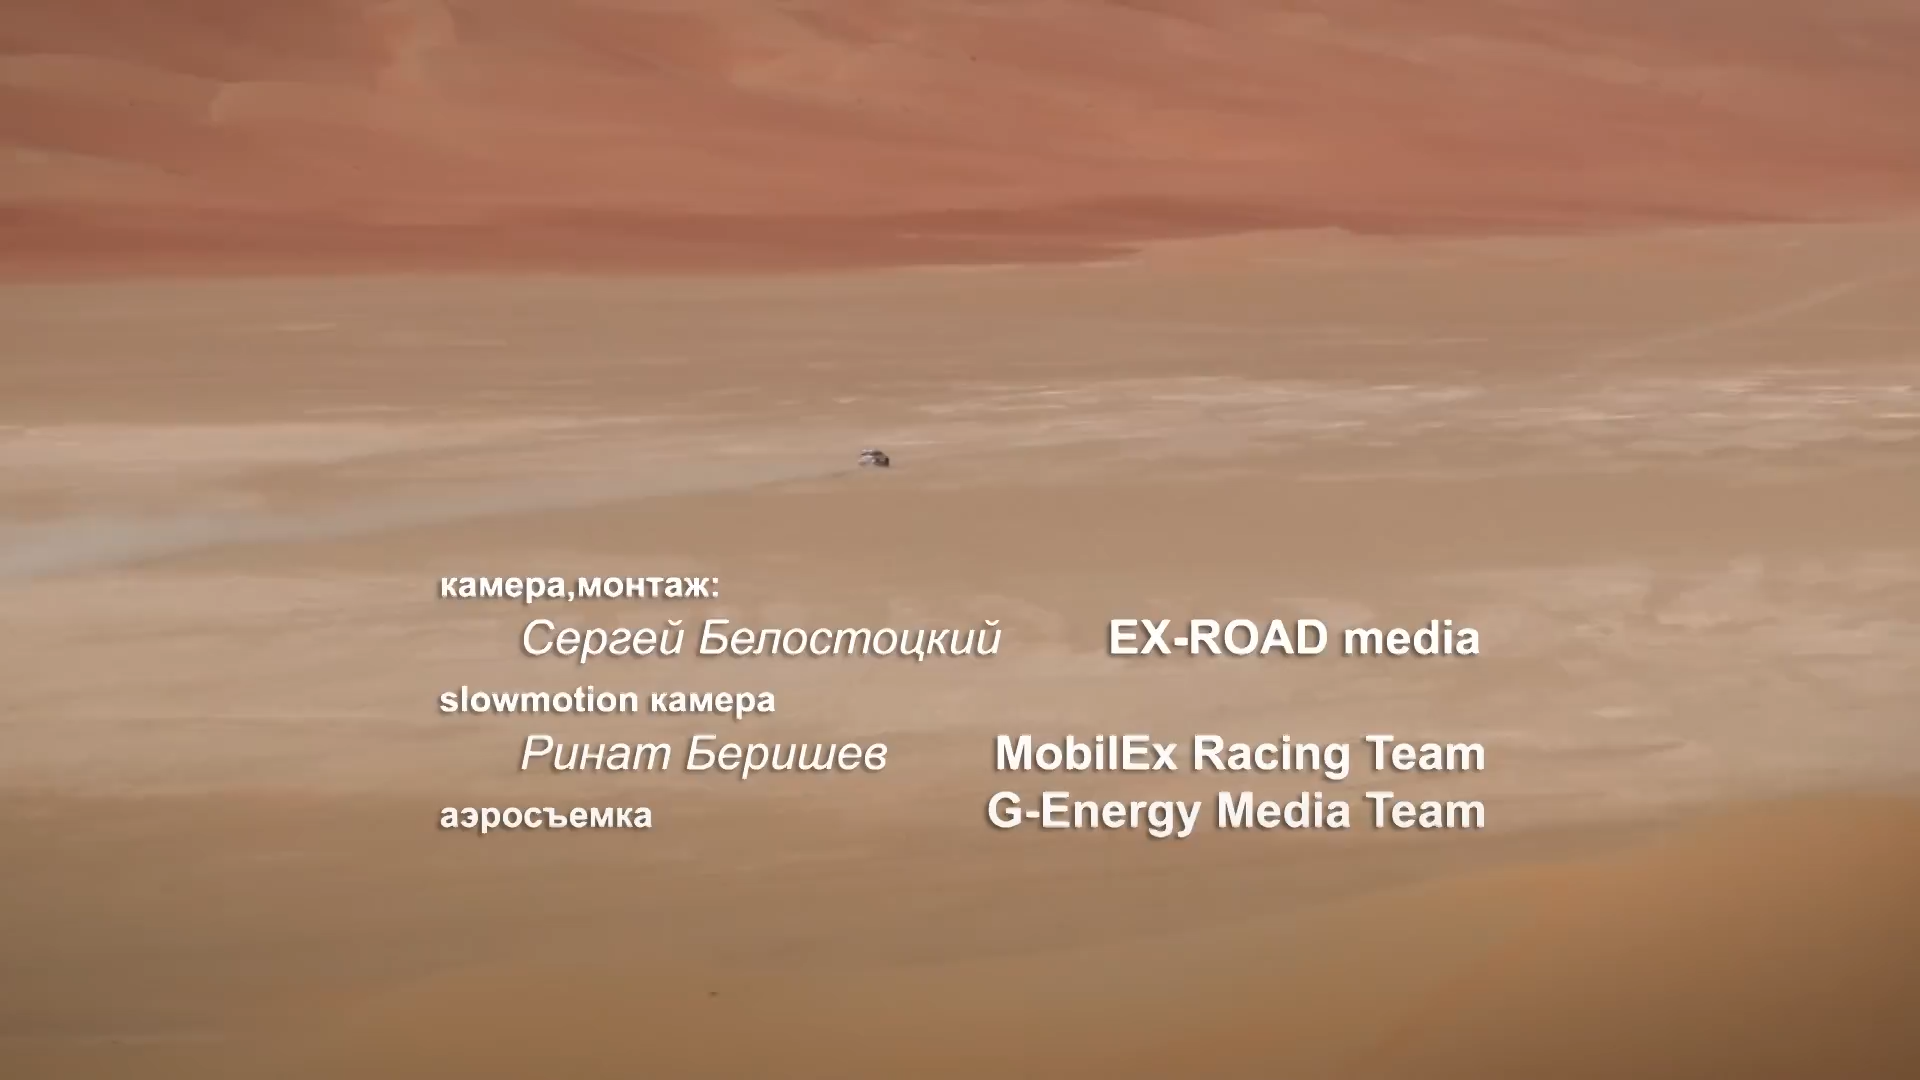 камера,монтаж:
Сергей Белостоцкий EX-ROAD media
slowmotion камера
Ринат Беришев MobilEx Racing Team
аэросъемка G-Energy Media Team